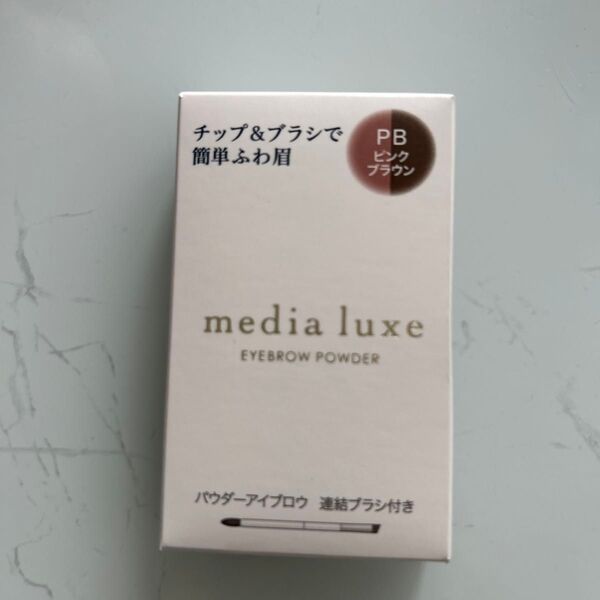 チップ&ブラシで
簡単ふわ眉
PB
ピンク
ブラウン
media luxe
EYEBROW POWDER
パウダーアイブロウ 連結ブラシ付き